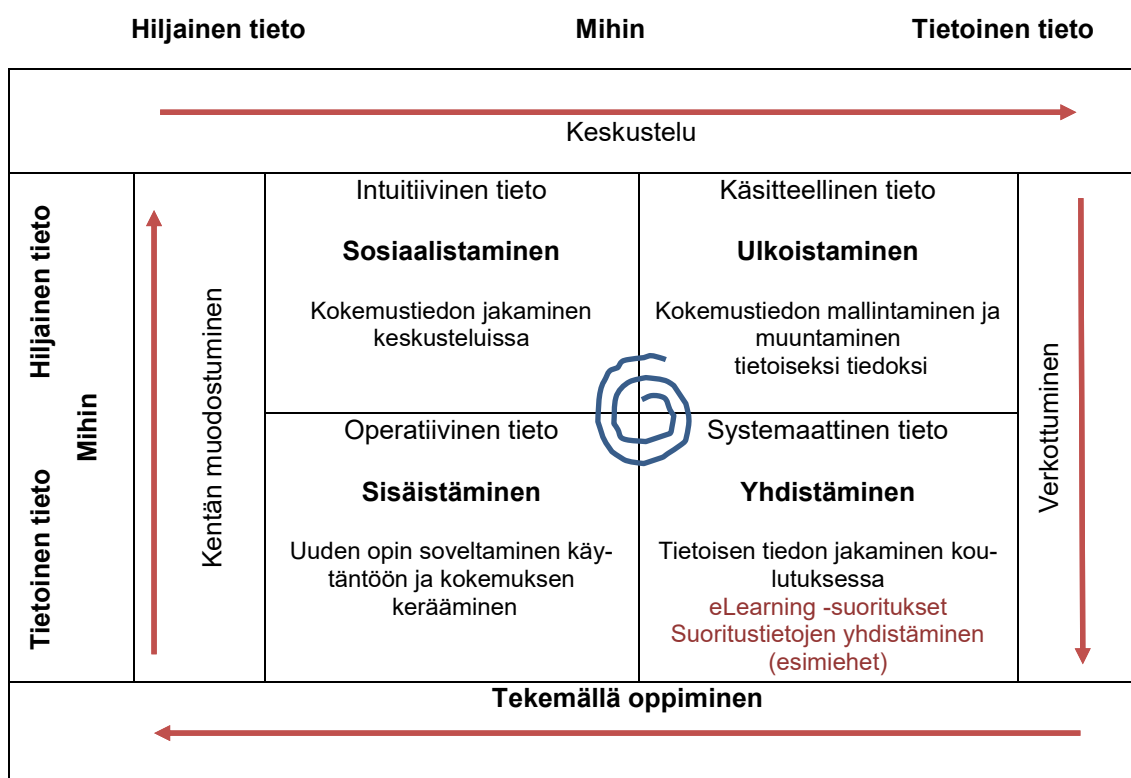 Hiljainen tieto Mihin Tietoinen tieto
Keskustelu
Hiljainen tieto
Mihin
Tietoinen tieto
Kentän muodostuminen
Intuitiivinen tieto
Sosiaalistaminen
Kokemustiedon jakaminen
keskusteluissa
Käsitteellinen tieto
Ulkoistaminen
Kokemustiedon mallintaminen ja
muuntaminen
tietoiseksi tiedoksi
Verkottuminen
Operatiivinen tieto
Sisäistäminen
Uuden opin soveltaminen käy-
täntöön ja kokemuksen
kerääminen
Systemaattinen tieto
Yhdistäminen
Tietoisen tiedon jakaminen kou-
lutuksessa
eLearning -suoritukset
Suoritustietojen yhdistäminen
(esimiehet)
Tekemällä oppiminen